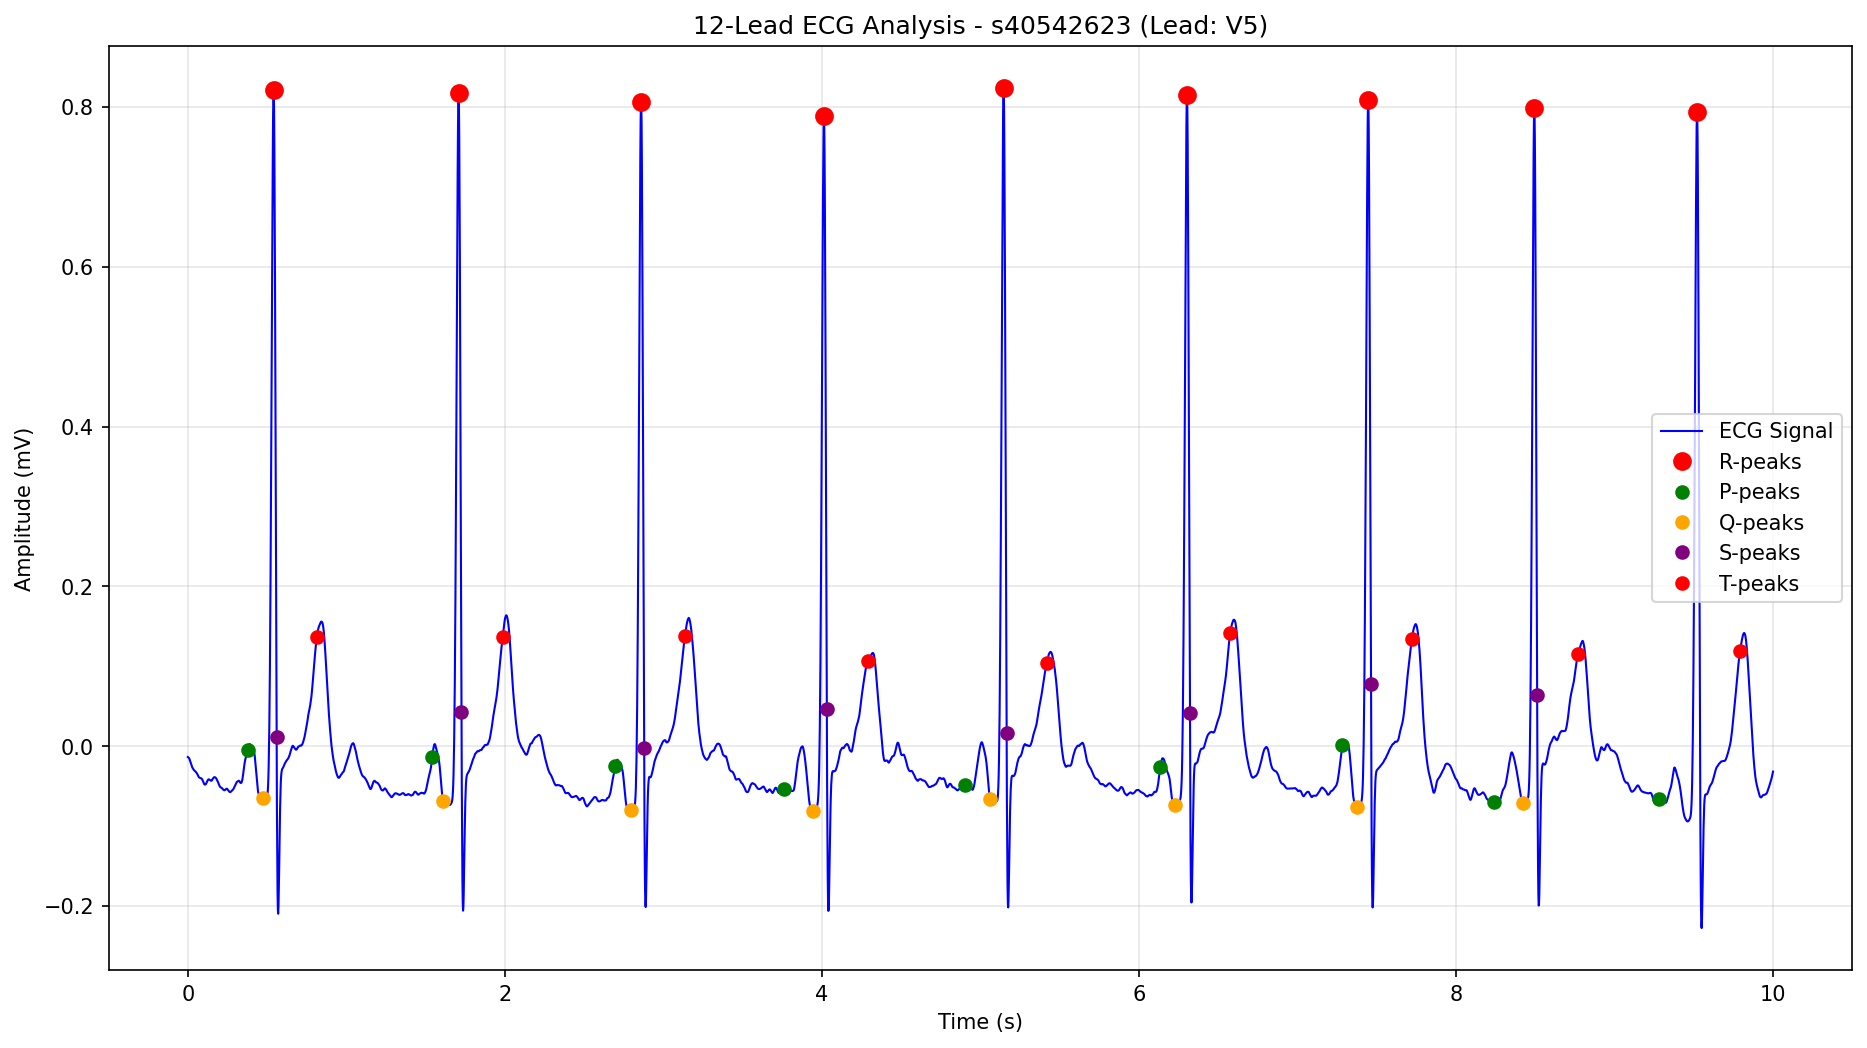 12-Lead ECG Analysis - s40542623 (Lead: V5)
Amplitude (mV)
0.8
0.6
0.4
0.2
0.0
−0.2
ECG Signal
R-peaks
P-peaks
Q-peaks
S-peaks
T-peaks
0 2 4 6 8 10
Time (s)